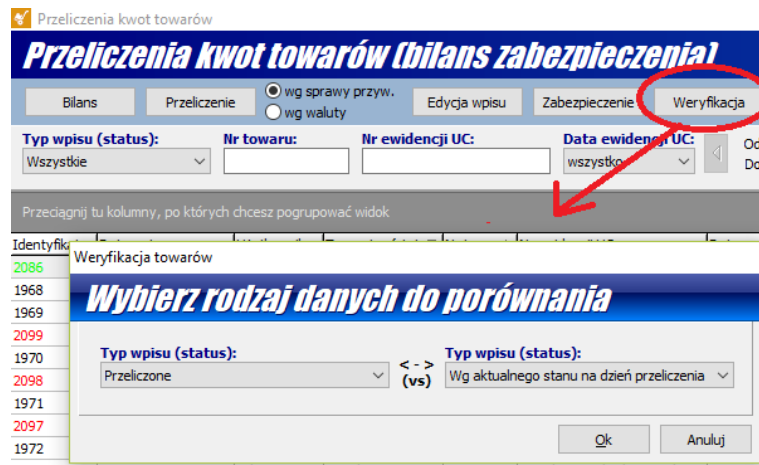 Przeliczenia kwot towarów
Przeliczenia kwot towarów (bilans zabezpieczenia)
Bilans Przeliczenie wg sprawy przyw. Edycja wpisu Zabezpieczenie Weryfikacja
wg waluty
Typ wpisu (status): Nr towaru: Nr ewidencji UC: Data ewidencji UC:
Wszystkie wszystko
Przeciągnij tu kolumny, po których chcesz pogrupować widok
2086
Weryfikacja towarów
1968
Wybierz rodzaj danych do porównania
1969
2099
Typ wpisu (status): < - > Typ wpisu (status):
1970
Przeliczone (vs) Wg aktualnego stanu na dzień przeliczenia
2098
1971
2097
Ok Anuluj
1972